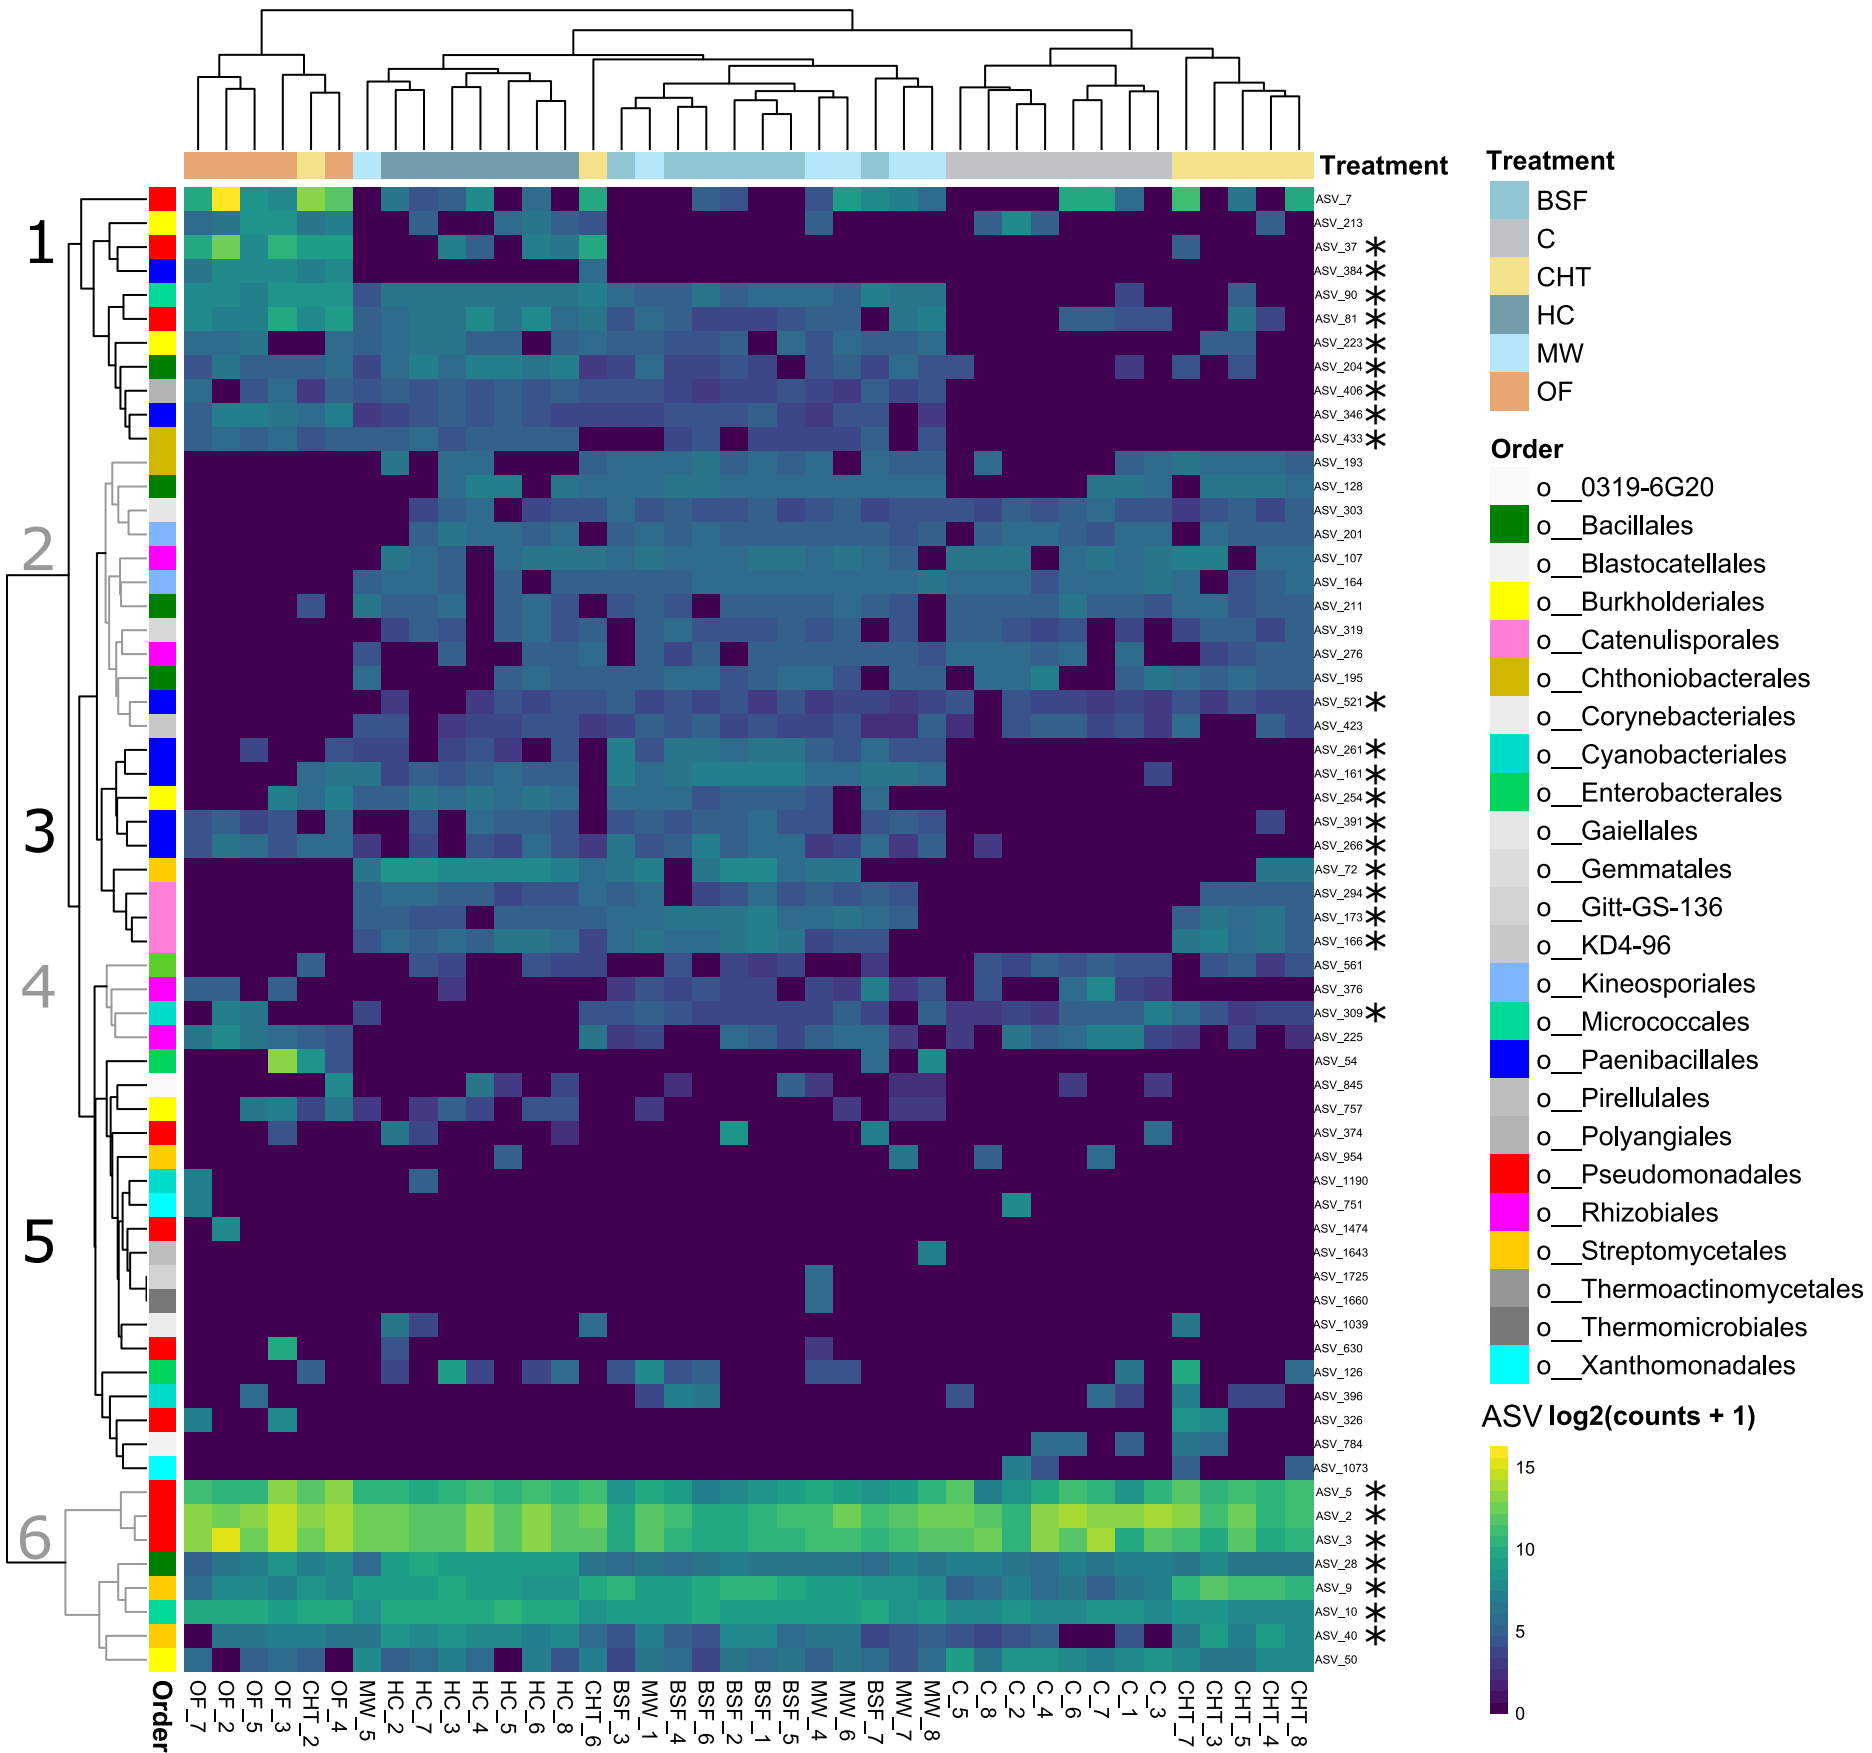 Treatment
1
2
3
4
5
6
ASV_7
ASV_213
ASV_37 *
ASV_384 *
ASV_90 *
ASV_81 *
ASV_223 *
ASV_204 *
ASV_406 *
ASV_346 *
ASV_433 *
ASV_193
ASV_128
ASV_303
ASV_201
ASV_107
ASV_164
ASV_211
ASV_319
ASV_276
ASV_195
ASV_521 *
ASV_423
ASV_261 *
ASV_161 *
ASV_254 *
ASV_391 *
ASV_266 *
ASV_72 *
ASV_294 *
ASV_173 *
ASV_166 *
ASV_561
ASV_376
ASV_309 *
ASV_225
ASV_54
ASV_845
ASV_757
ASV_374
ASV_954
ASV_1190
ASV_751
ASV_1474
ASV_1643
ASV_1725
ASV_1660
ASV_1039
ASV_630
ASV_126
ASV_396
ASV_326
ASV_784
ASV_1073
ASV_5 *
ASV_2 *
ASV_3 *
ASV_28 *
ASV_9 *
ASV_10 *
ASV_40 *
ASV_50
Order
OF_7
OF_2
OF_5
OF_3
CHT_2
OF_4
MW_5
HC_2
HC_7
HC_3
HC_4
HC_5
HC_6
HC_8
CHT_6
BSF_3
MW_1
BSF_4
BSF_6
BSF_2
BSF_1
BSF_5
MW_4
MW_6
BSF_7
MW_7
MW_8
C_5
C_8
C_2
C_4
C_6
C_7
C_1
C_3
CHT_7
CHT_3
CHT_5
CHT_4
CHT_8
Treatment
BSF
C
CHT
HC
MW
OF
Order
o__0319-6G20
o__Bacillales
o__Blastocatellales
o__Burkholderiales
o__Catenulisporales
o__Chthoniobacterales
o__Corynebacteriales
o__Cyanobacteriales
o__Enterobacterales
o__Gaiellales
o__Gemmatales
o__Gitt-GS-136
o__KD4-96
o__Kineosporiales
o__Micrococcales
o__Paenibacillales
o__Pirellulales
o__Polyangiales
o__Pseudomonadales
o__Rhizobiales
o__Streptomycetales
o__Thermoactinomycetales
o__Thermomicrobiales
o__Xanthomonadales
ASV log2(counts + 1)
15
10
5
0